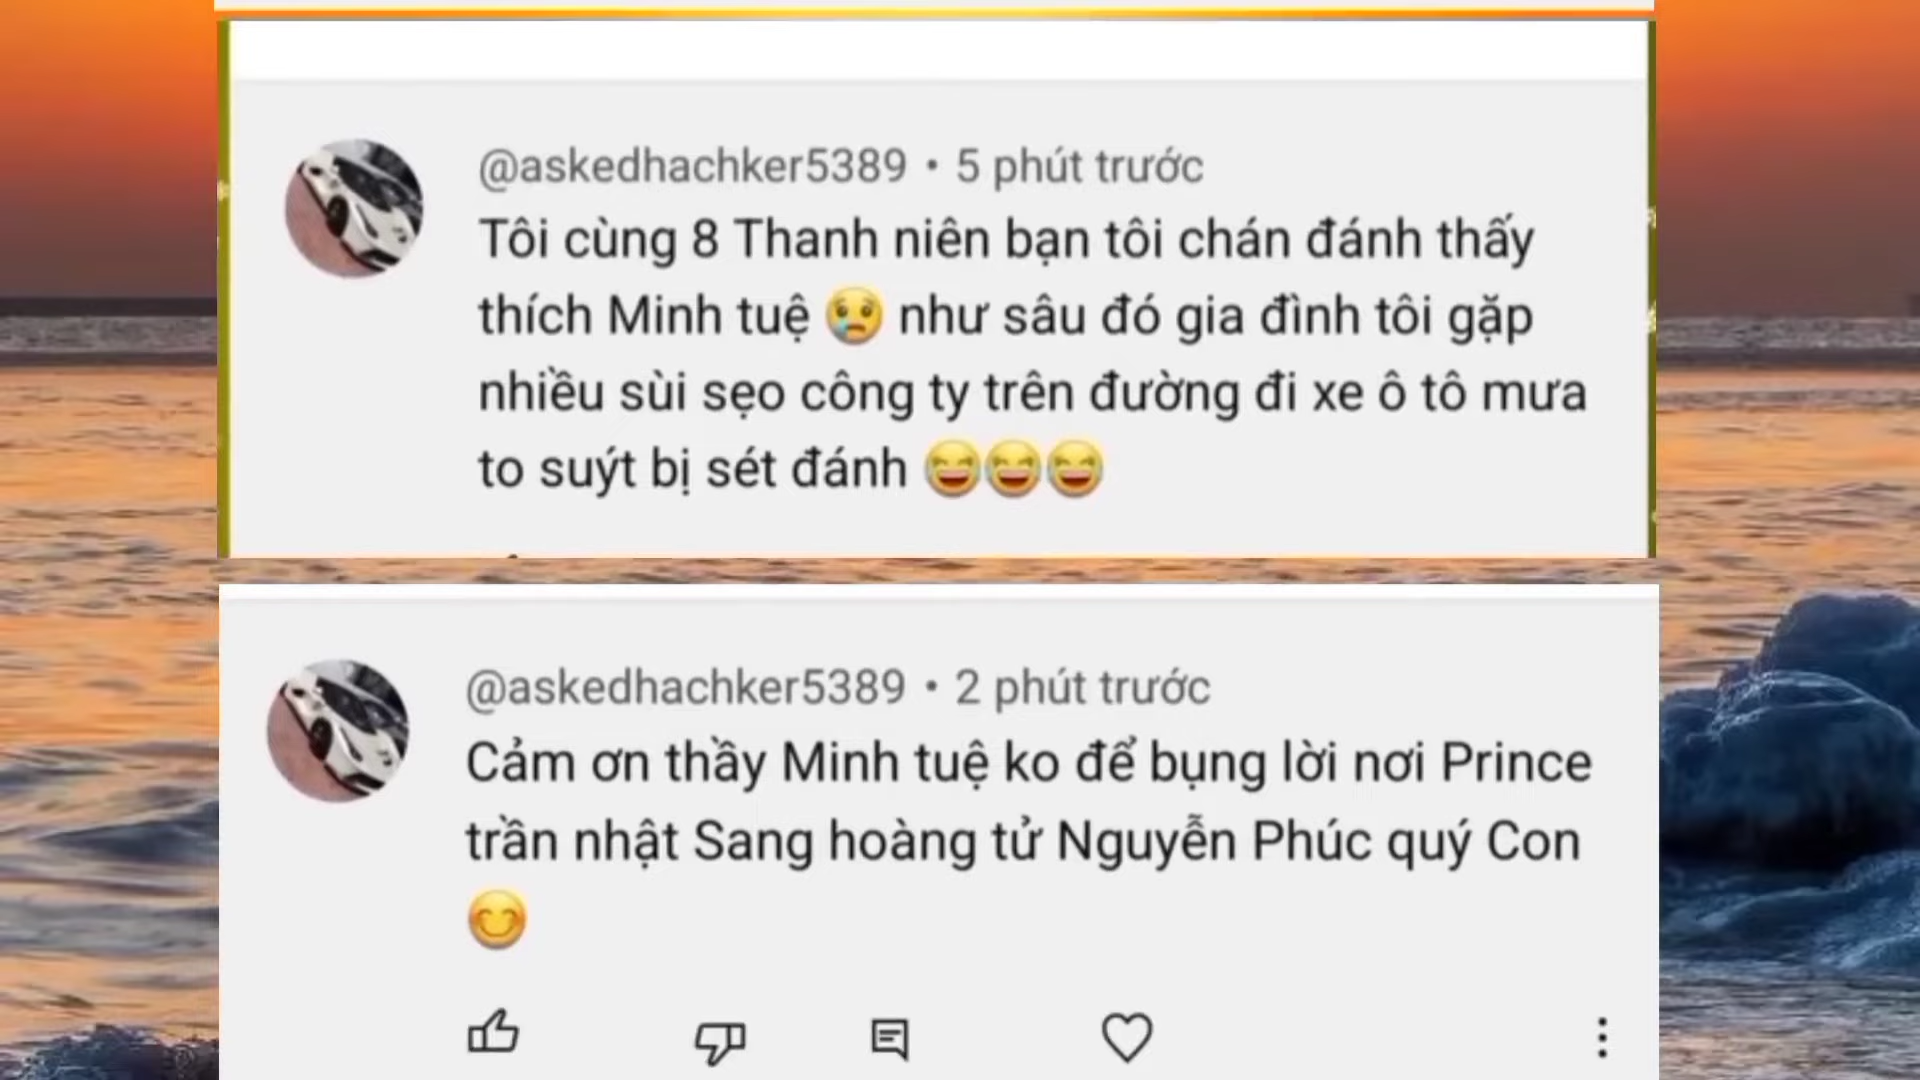 @askedhachker5389 • 5 phút trước
Tôi cùng 8 Thanh niên bạn tôi chán đánh thấy
thích Minh tuệ 😢 như sâu đó gia đình tôi gặp
nhiều sùi sẹo công ty trên đường đi xe ô tô mưa
to suýt bị sét đánh 😂😂😂
@askedhachker5389 • 2 phút trước
Cảm ơn thầy Minh tuệ ko để bụng lời nơi Prince
trần nhật Sang hoàng tử Nguyễn Phúc quý Con
😊